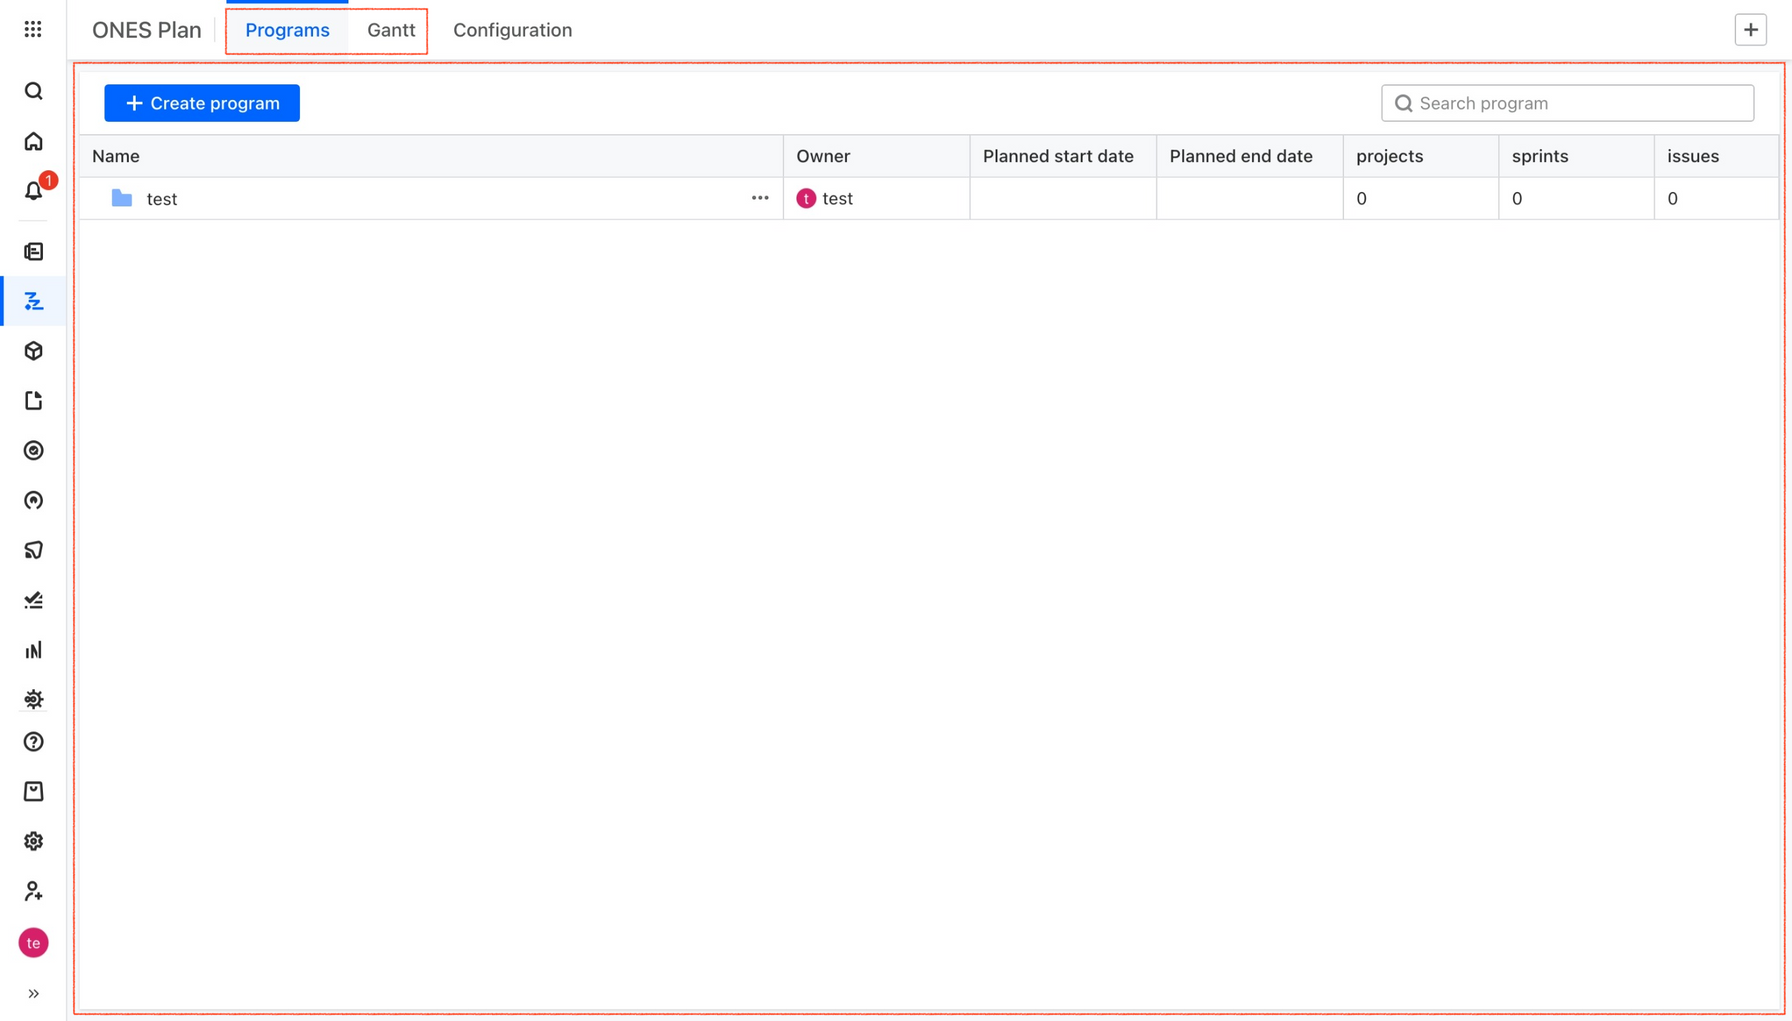 ONES Plan Programs Gantt Configuration
Create program
Search program
Name Owner Planned start date Planned end date projects sprints issues
test t test 0 0 0
1
te